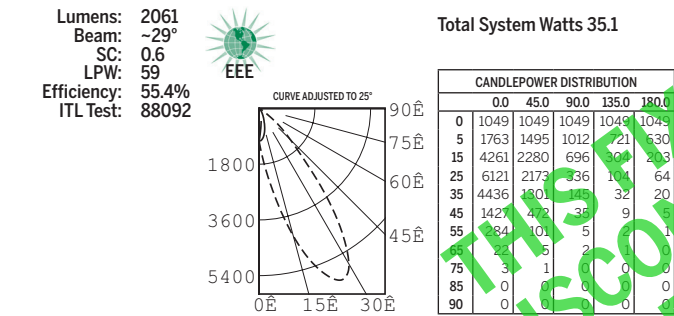 Lumens: 2061
Beam: ~29°
SC: 0.6
LPW: 59
Efficiency: 55.4%
ITL Test: 88092
EEE
Total System Watts 35.1
CURVE ADJUSTED TO 25°
90Ê
75Ê
60Ê
45Ê
1800
3600
5400
0Ê 15Ê 30Ê
CANDLEPOWER DISTRIBUTION
0.0 45.0 90.0 135.0 180.0
0 1049 1049 1049 1049 1049
5 1763 1495 1012 721 630
15 4261 2280 696 304 203
25 6121 2173 336 104 64
35 4436 1301 145 32 20
45 1427 472 35 9 5
55 284 101 5 2 1
65 22 5 2 1 0
75 3 1 0 0 0
85 0 0 0 0 0
90 0 0 0 0 0
THIS FIX
ISCON